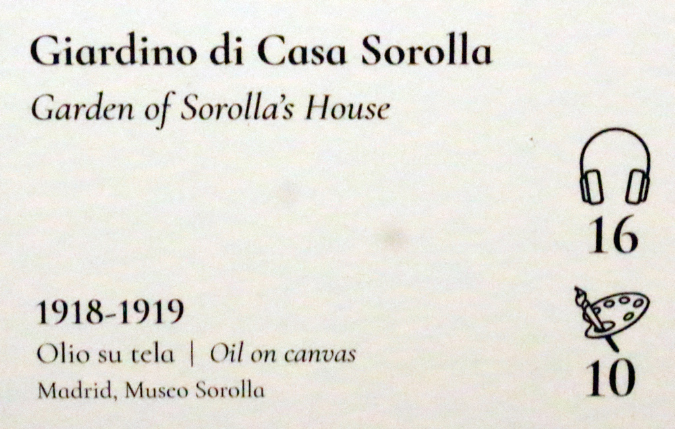 Giardino di Casa Sorolla
Garden of Sorolla's House
16
1918-1919
Olio su tela | Oil on canvas
Madrid, Museo Sorolla
10